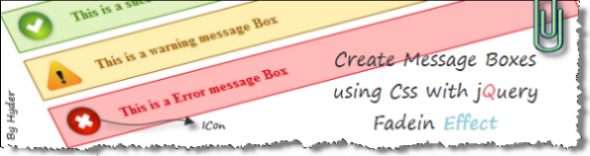 This is a
This is a warning message Box
This is a Error message Box
ICon
By Hyder
Create Message Boxes
using Css with jQuery
Fadein Effect